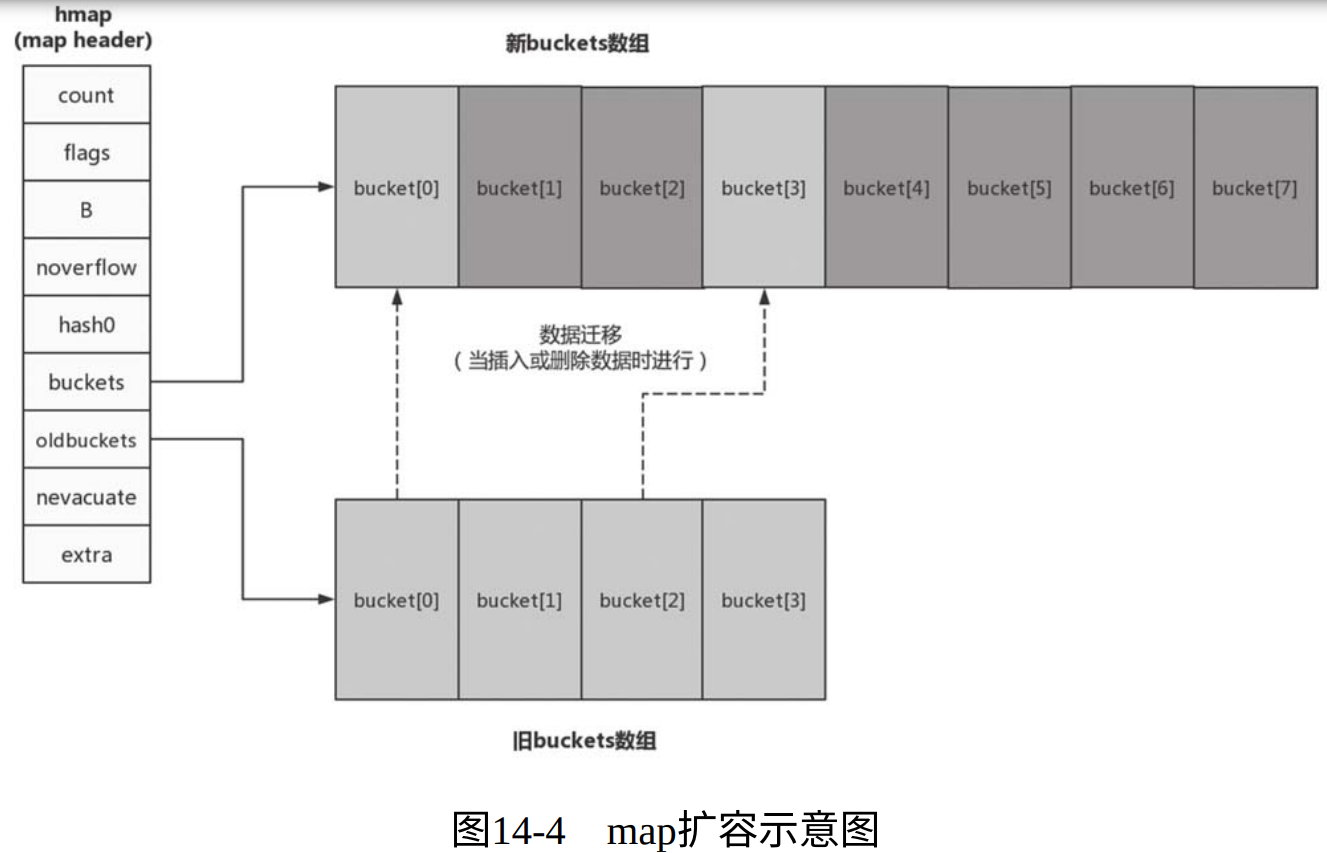 hmap
(map header)
count
flags
B
noverflow
hash0
buckets
oldbuckets
nevacuate
extra
新buckets数组
bucket[0]
bucket[1]
bucket[2]
bucket[3]
bucket[4]
bucket[5]
bucket[6]
bucket[7]
数据迁移
（当插入或删除数据时进行）
bucket[0]
bucket[1]
bucket[2]
bucket[3]
旧buckets数组
图14-4 map扩容示意图